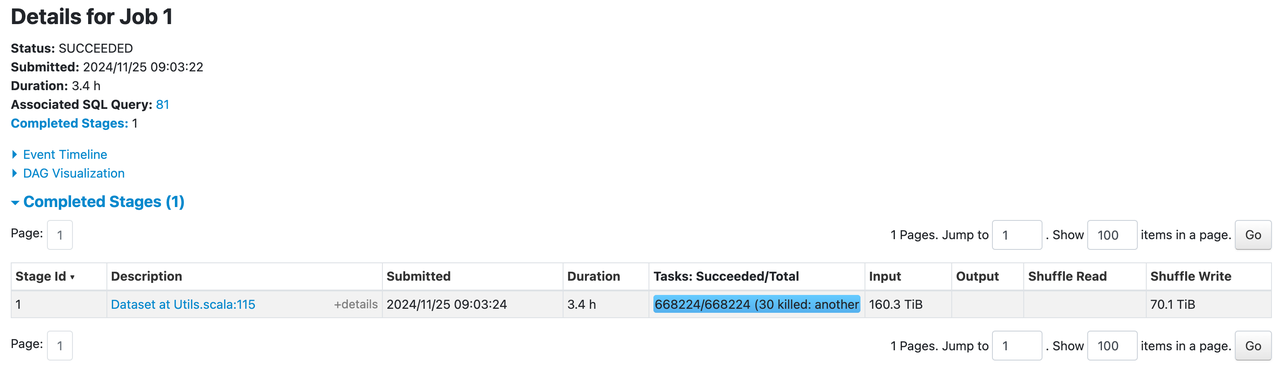 Details for Job 1
Status: SUCCEEDED
Submitted: 2024/11/25 09:03:22
Duration: 3.4 h
Associated SQL Query: 81
Completed Stages: 1
Event Timeline
DAG Visualization
Completed Stages (1)
Page: 1 1 Pages. Jump to 1 . Show 100 items in a page. Go
Stage Id ▾ Description Submitted Duration Tasks: Succeeded/Total Input Output Shuffle Read Shuffle Write
1 Dataset at Utils.scala:115 +details 2024/11/25 09:03:24 3.4 h 668224/668224 (30 killed: another 160.3 TiB 70.1 TiB
Page: 1 1 Pages. Jump to 1 . Show 100 items in a page. Go